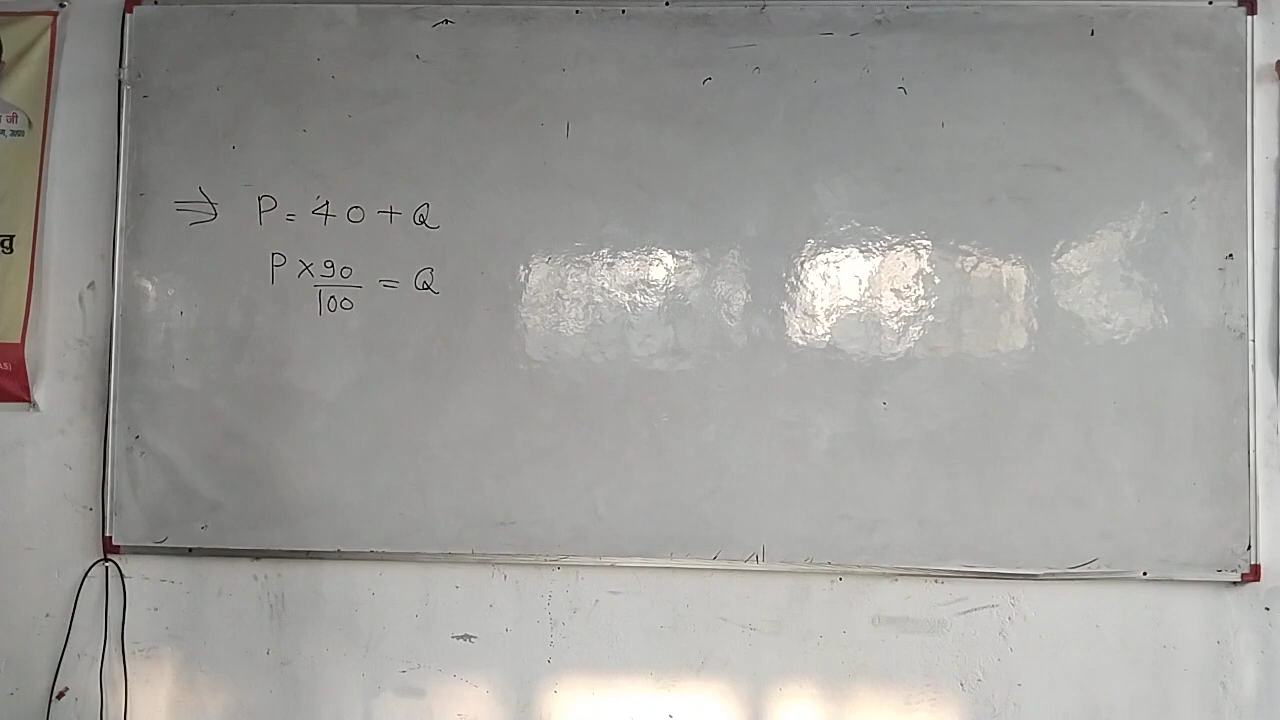 जी
⇒ P = 40 + Q
P × 90/100 = Q